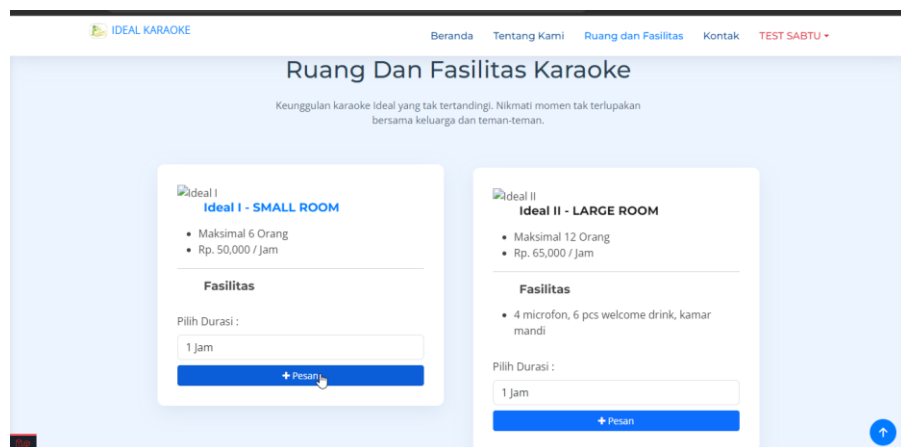 IDEAL KARAOKE
Beranda Tentang Kami Ruang dan Fasilitas Kontak TEST SABTU
Ruang Dan Fasilitas Karaoke
Keunggulan karaoke Ideal yang tak tertandingi. Nikmati momen tak terlupakan
bersama keluarga dan teman-teman.
Ideal I
Ideal I - SMALL ROOM
Maksimal 6 Orang
Rp. 50,000 / Jam
Fasilitas
Pilih Durasi :
1 Jam
+ Pesan
Ideal II
Ideal II - LARGE ROOM
Maksimal 12 Orang
Rp. 65,000 / Jam
Fasilitas
4 microfon, 6 pcs welcome drink, kamar
mandi
Pilih Durasi :
1 Jam
+ Pesan